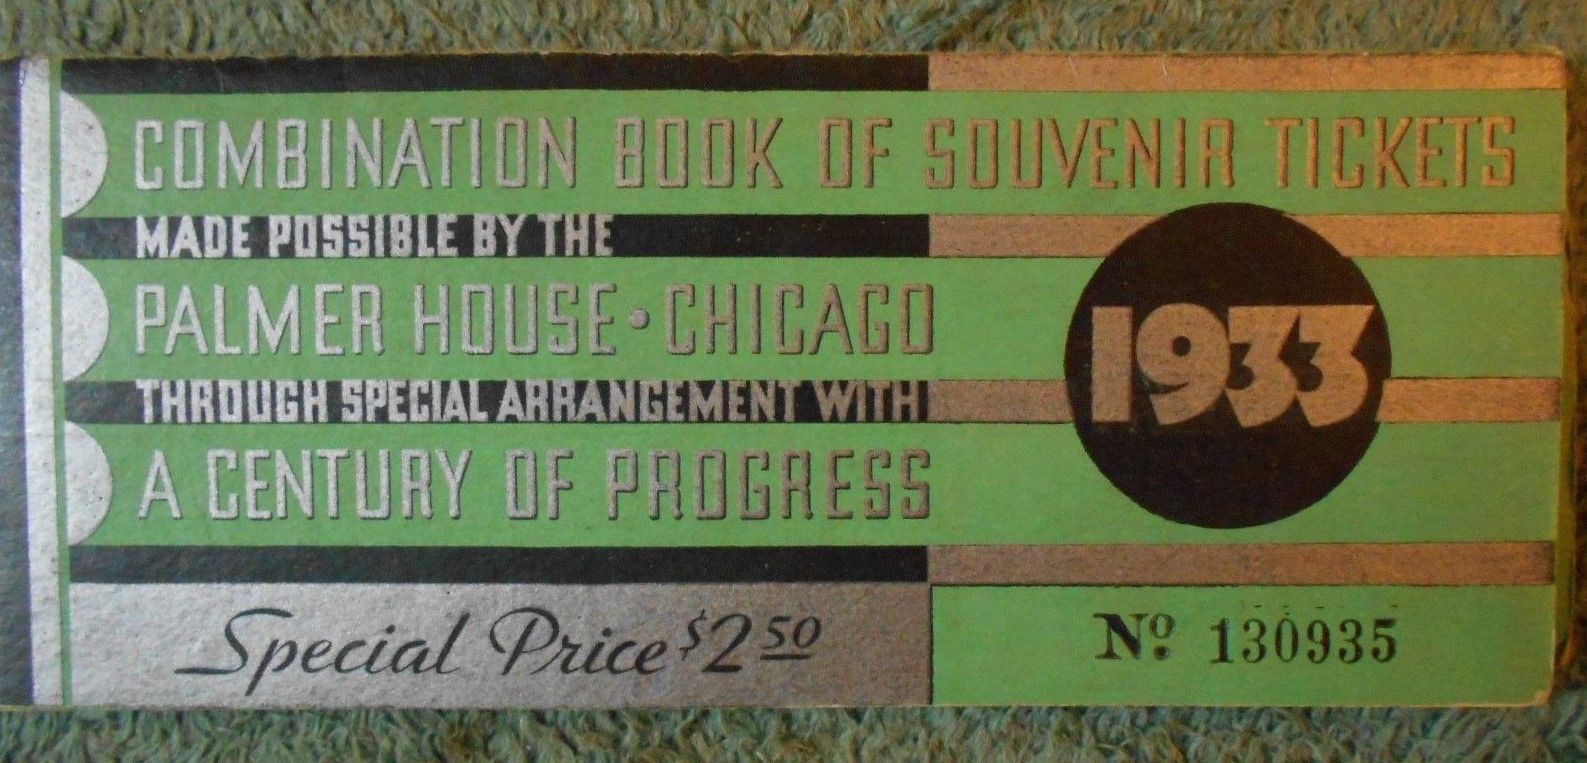 COMBINATION BOOK OF SOUVENIR TICKETS
MADE POSSIBLE BY THE
PALMER HOUSE • CHICAGO
THROUGH SPECIAL ARRANGEMENT WITH
A CENTURY OF PROGRESS
1933
Special Price $2 50
No. 130935